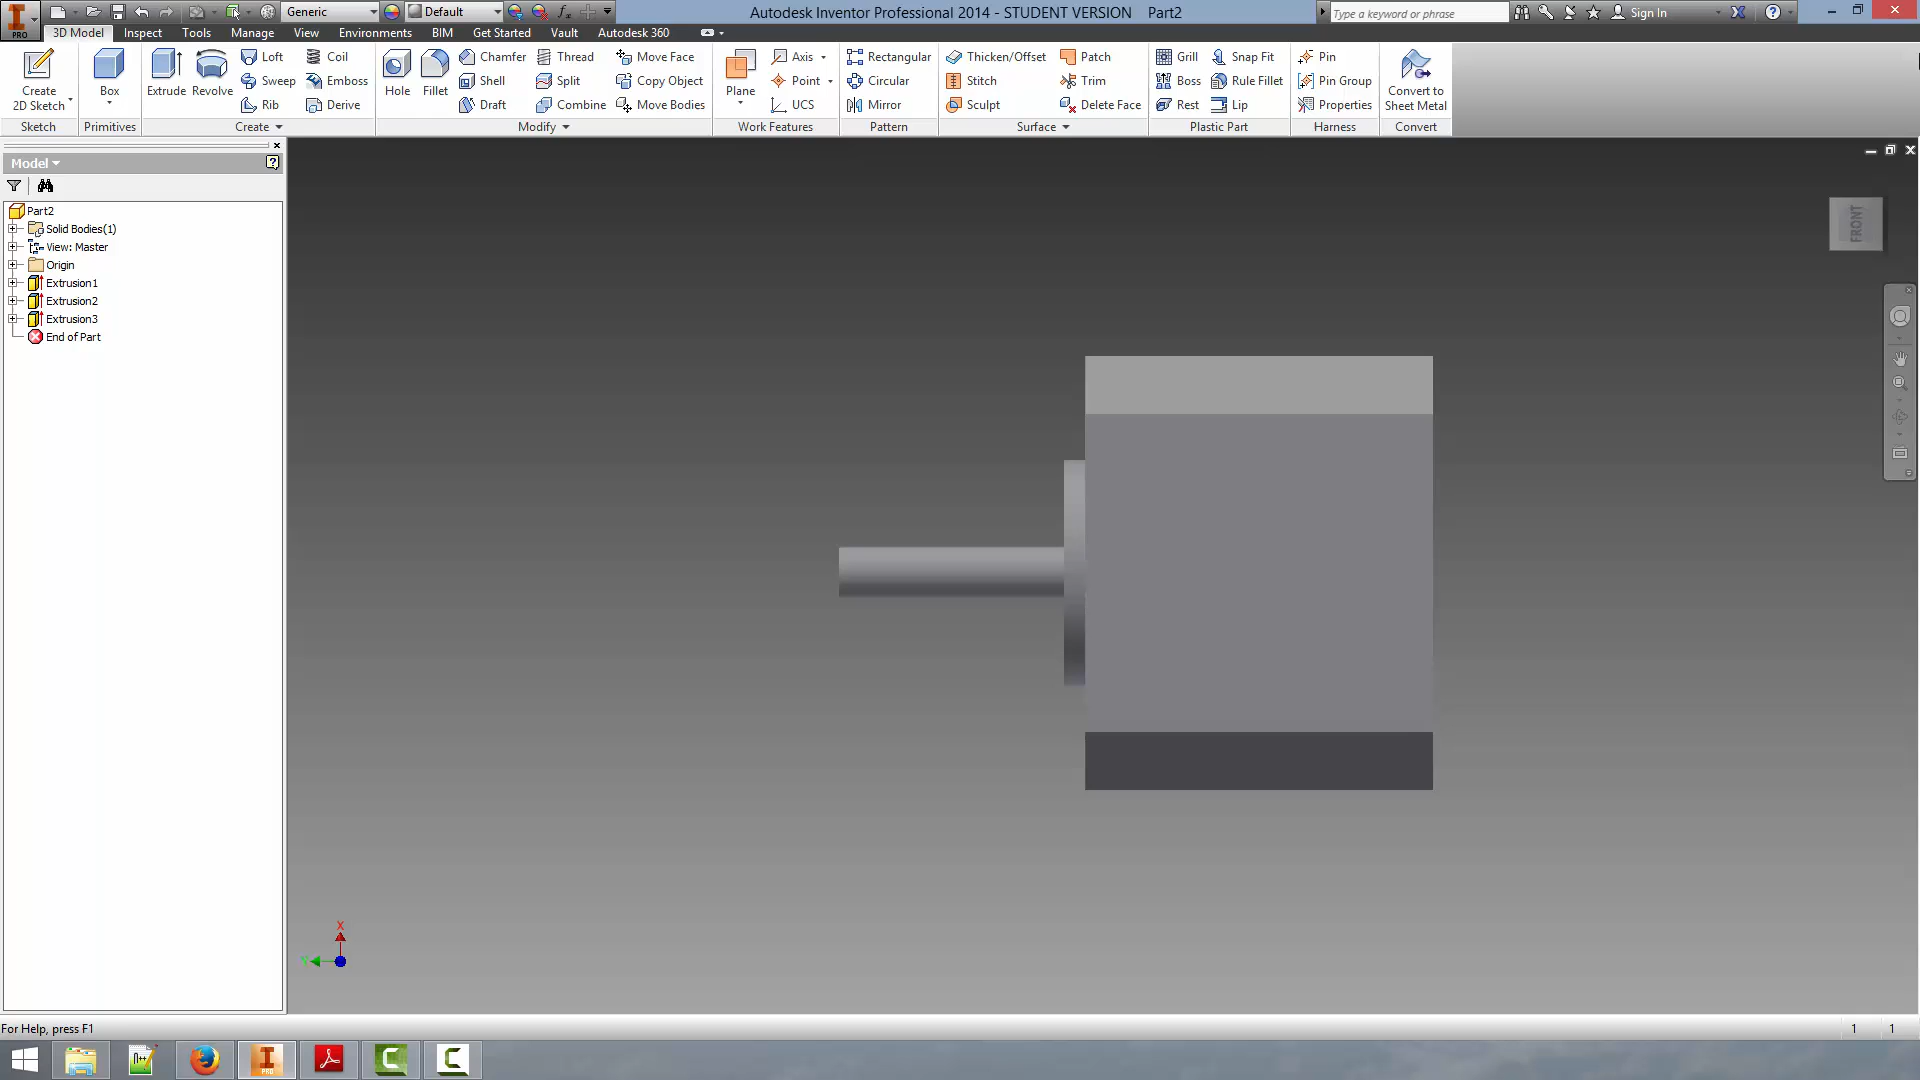 Generic
Default
Autodesk Inventor Professional 2014 - STUDENT VERSION Part2
Type a keyword or phrase
Sign In
PRO
3D Model Inspect Tools Manage View Environments BIM Get Started Vault Autodesk 360
Create
2D Sketch
Box
Extrude
Revolve
Loft
Sweep
Rib
Coil
Emboss
Derive
Hole
Fillet
Chamfer
Shell
Draft
Thread
Split
Combine
Move Face
Copy Object
Move Bodies
Plane
Axis
Point
UCS
Rectangular
Circular
Mirror
Thicken/Offset
Stitch
Sculpt
Patch
Trim
Delete Face
Grill
Boss
Rest
Snap Fit
Rule Fillet
Lip
Pin
Pin Group
Properties
Convert to
Sheet Metal
Sketch Primitives Create Modify Work Features Pattern Surface Plastic Part Harness Convert
Model
Part2
Solid Bodies(1)
View: Master
Origin
Extrusion1
Extrusion2
Extrusion3
End of Part
FRONT
X
For Help, press F1
1 1
PRO